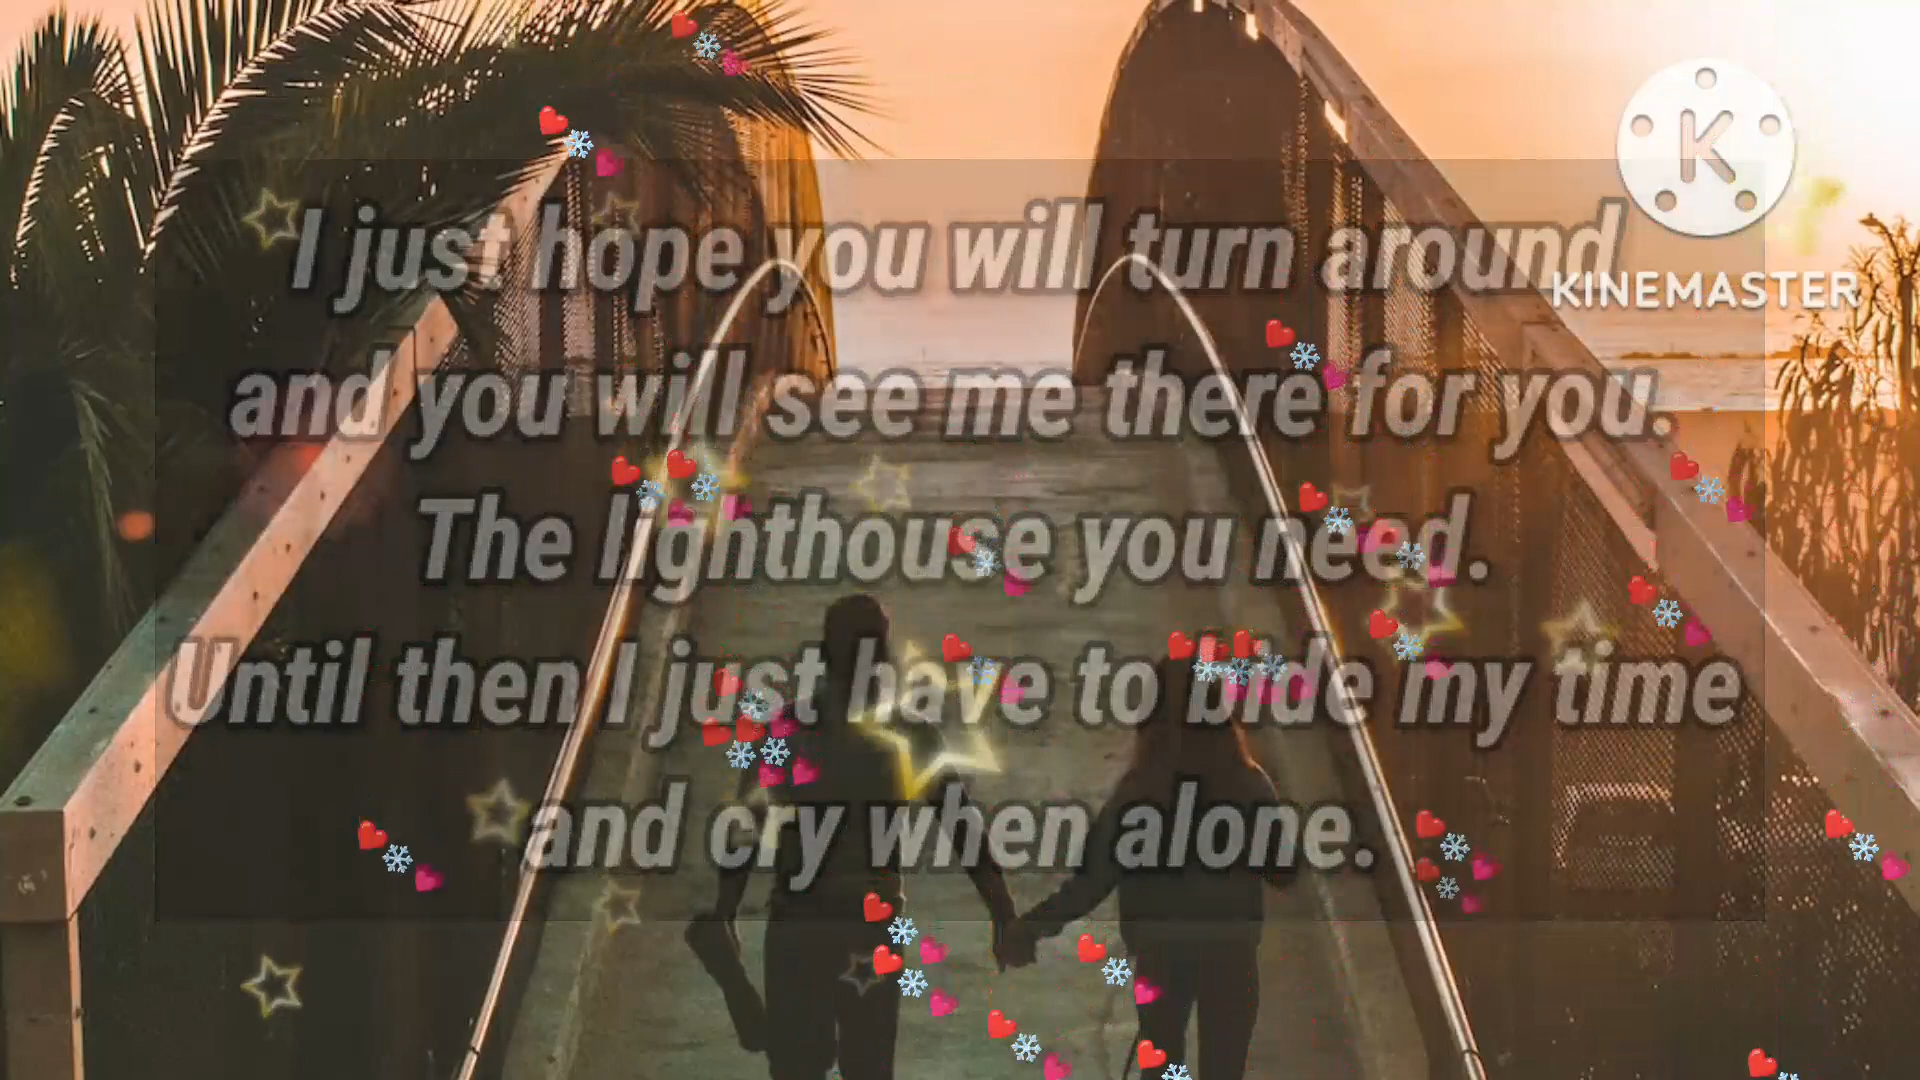 I just hope you will turn around
and you will see me there for you.
The lighthouse you need.
Until then I just have to bide my time
and cry when alone.
K
KINEMASTER